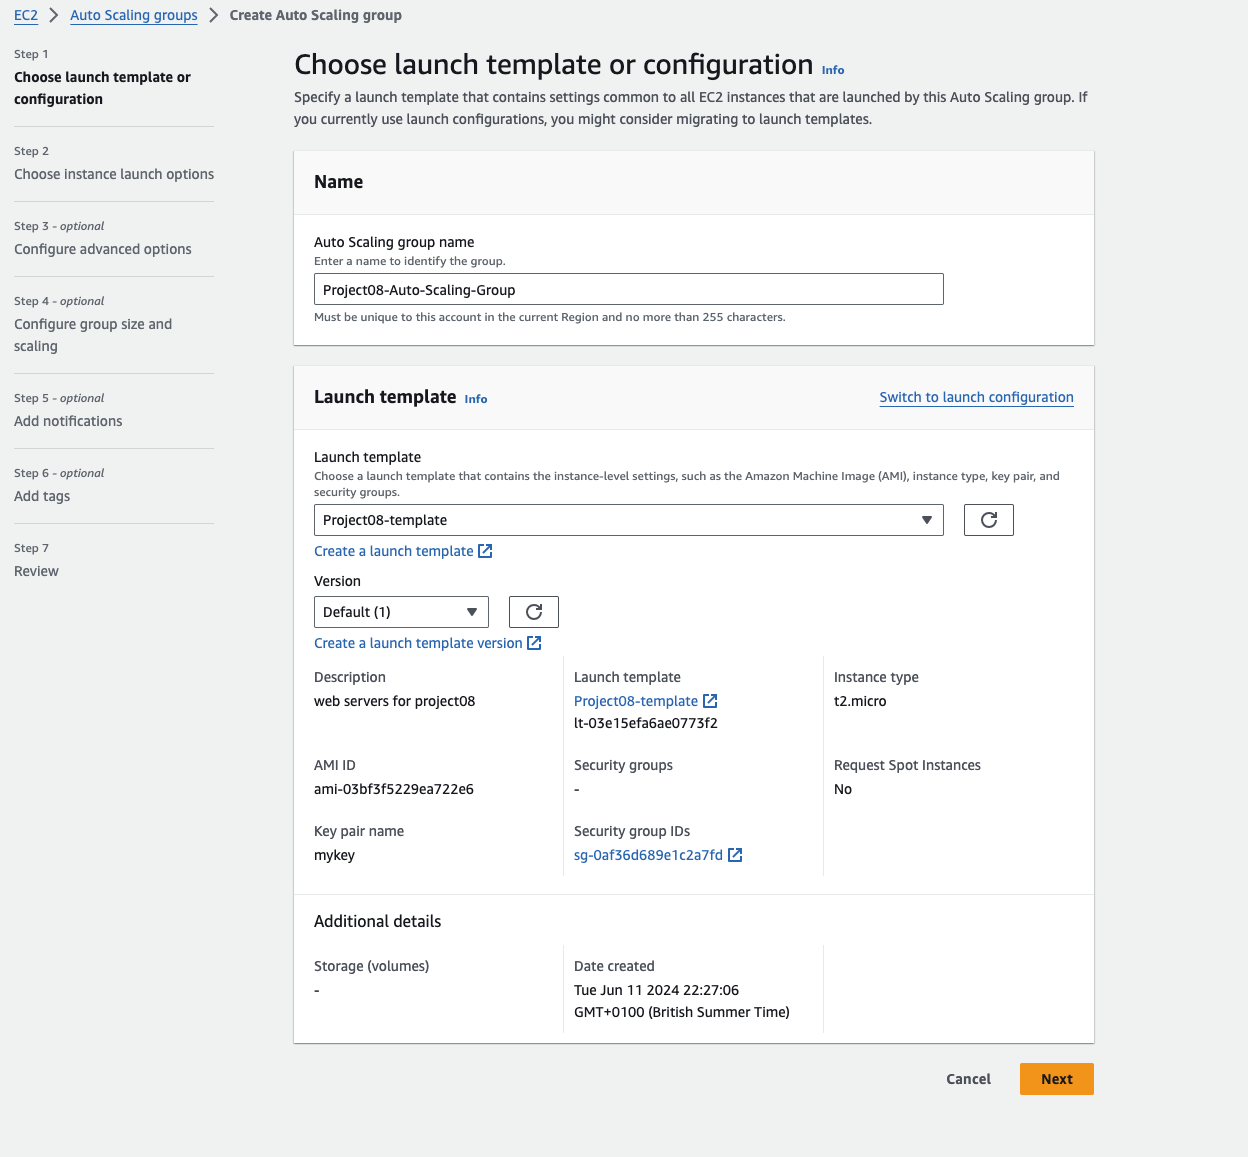 EC2 > Auto Scaling groups > Create Auto Scaling group
Step 1
Choose launch template or
configuration
Step 2
Choose instance launch options
Step 3 - optional
Configure advanced options
Step 4 - optional
Configure group size and
scaling
Step 5 - optional
Add notifications
Step 6 - optional
Add tags
Step 7
Review
Choose launch template or configuration Info
Specify a launch template that contains settings common to all EC2 instances that are launched by this Auto Scaling group. If
you currently use launch configurations, you might consider migrating to launch templates.
Name
Auto Scaling group name
Enter a name to identify the group.
Project08-Auto-Scaling-Group
Must be unique to this account in the current Region and no more than 255 characters.
Launch template Info
Switch to launch configuration
Launch template
Choose a launch template that contains the instance-level settings, such as the Amazon Machine Image (AMI), instance type, key pair, and
security groups.
Project08-template
Create a launch template
Version
Default (1)
Create a launch template version
Description
web servers for project08
Launch template
Project08-template
lt-03e15efa6ae0773f2
Instance type
t2.micro
AMI ID
ami-03bf3f5229ea722e6
Security groups
-
Request Spot Instances
No
Key pair name
mykey
Security group IDs
sg-0af36d689e1c2a7fd
Additional details
Storage (volumes)
-
Date created
Tue Jun 11 2024 22:27:06
GMT+0100 (British Summer Time)
Cancel
Next